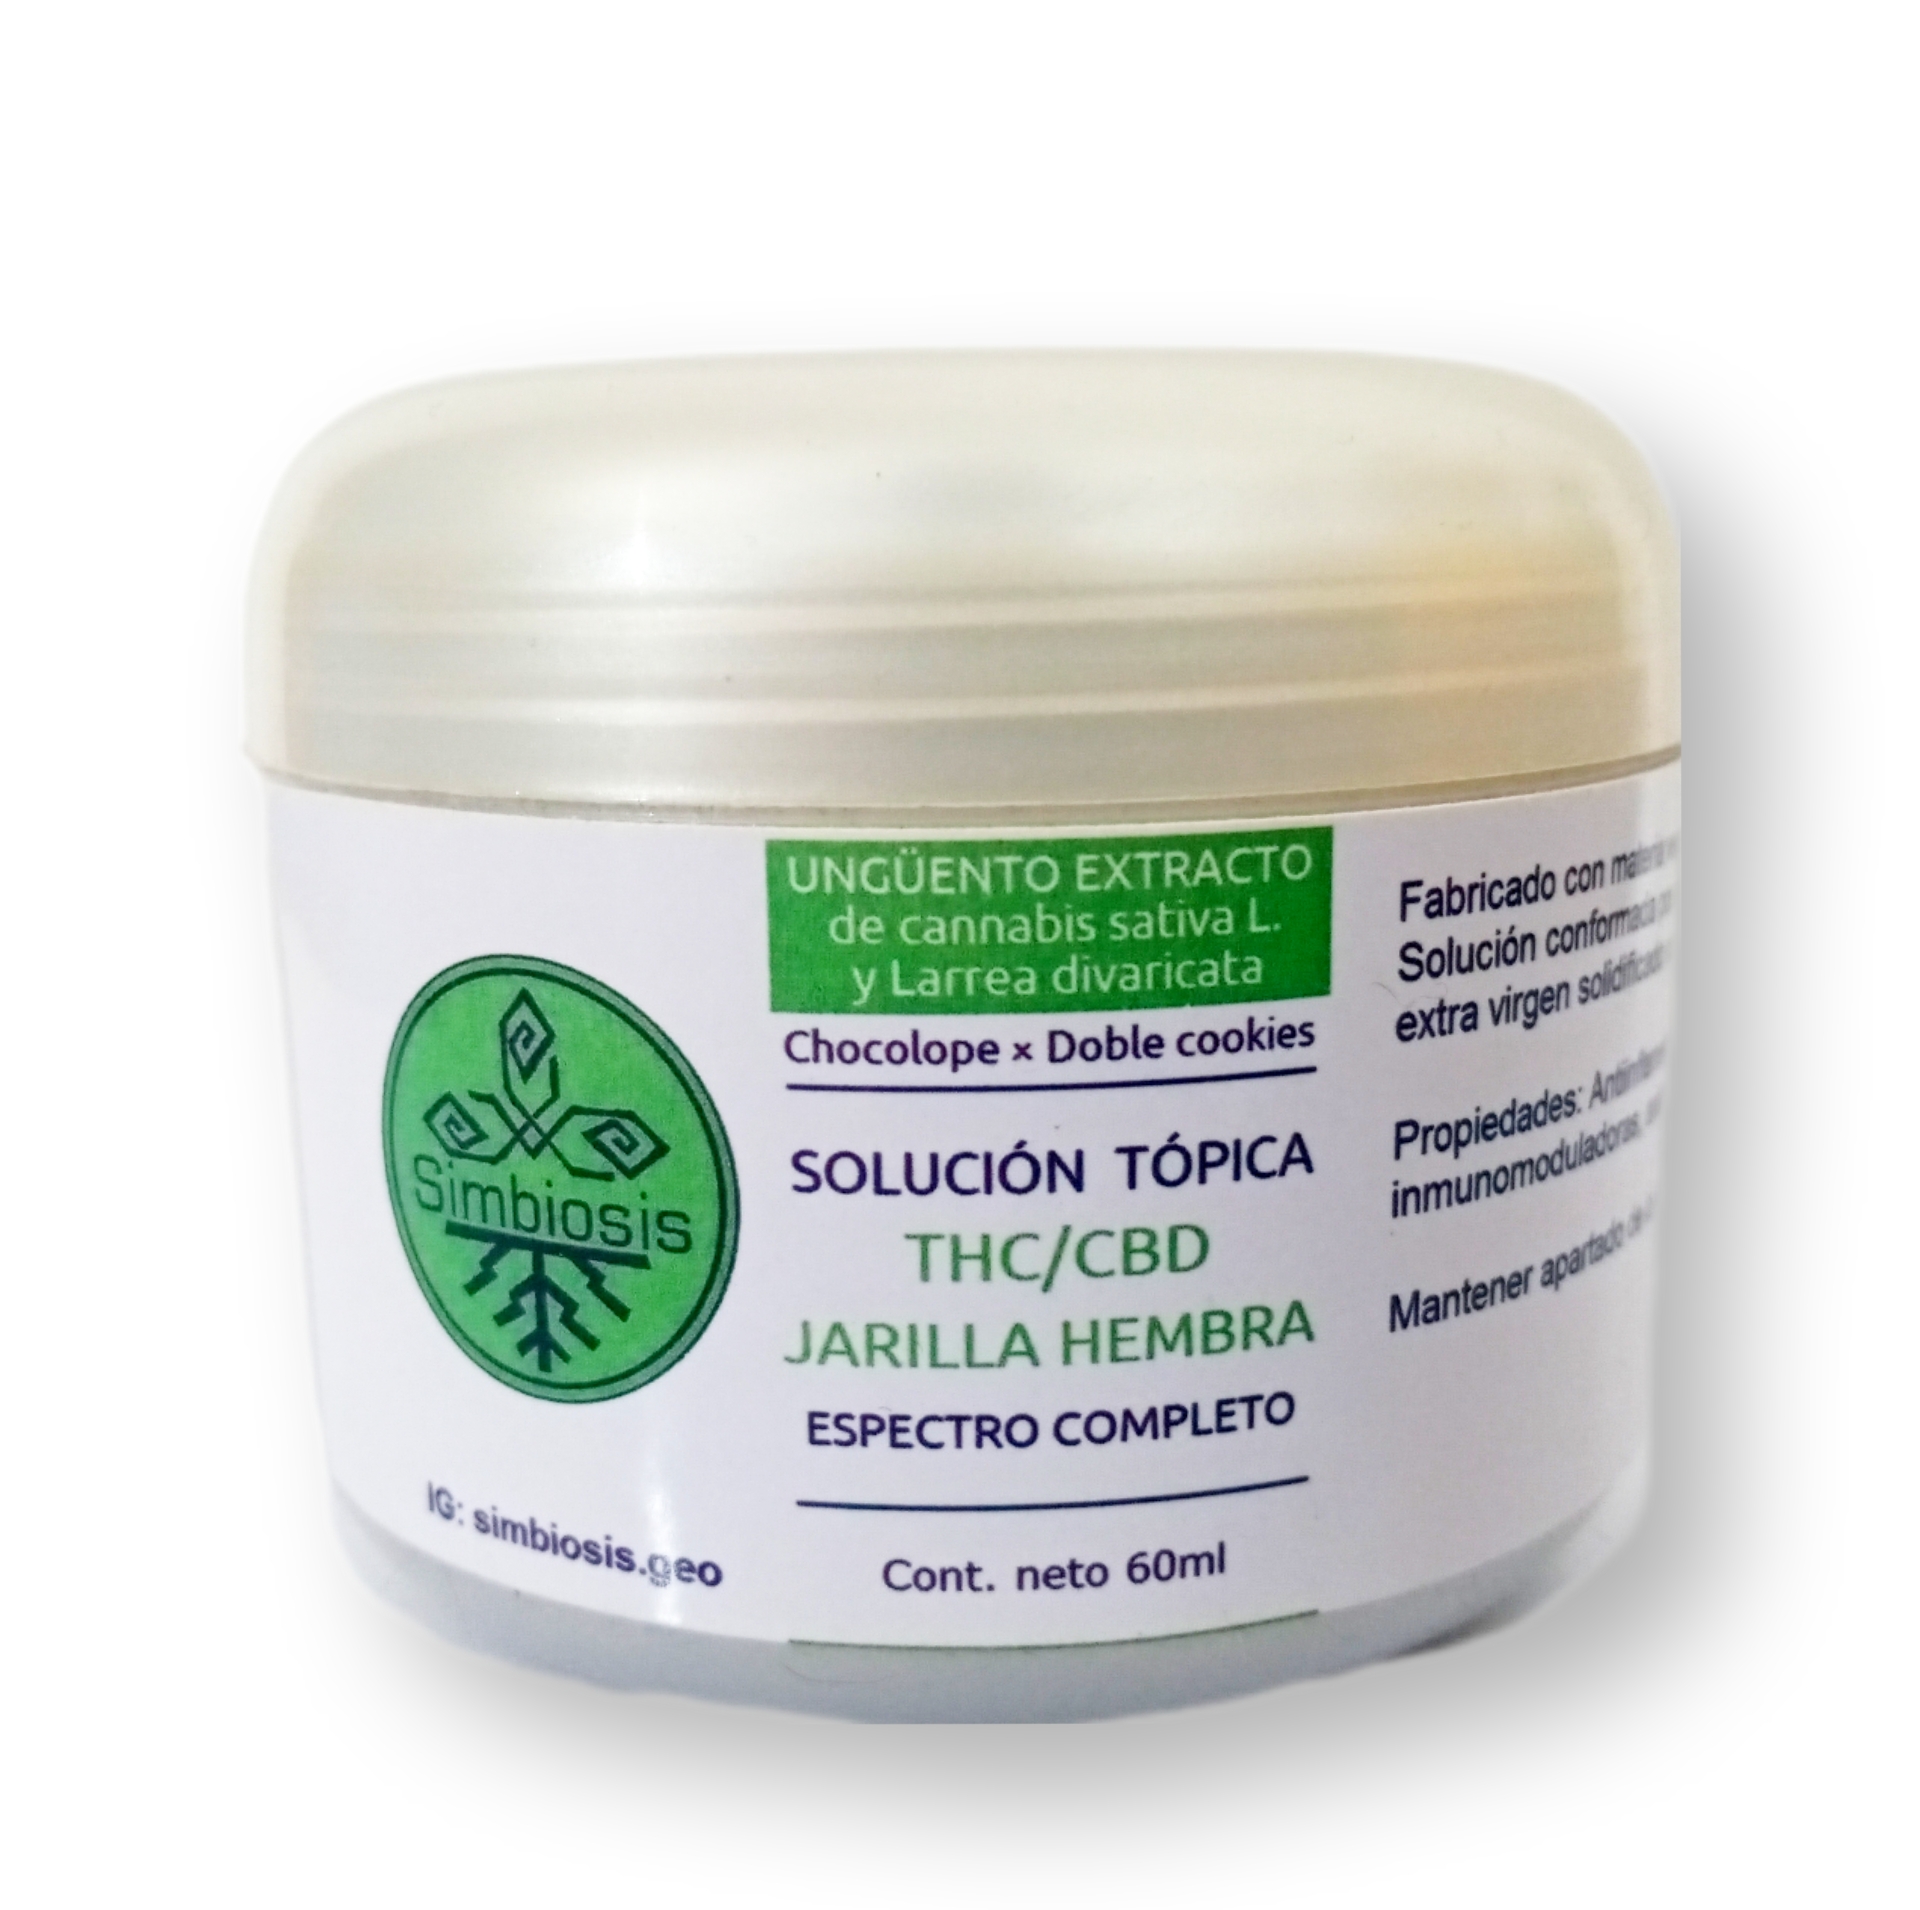 UNGÜENTO EXTRACTO
de cannabis sativa L.
y Larrea divaricata
Chocolope × Doble cookies
SOLUCIÓN TÓPICA
THC/CBD
JARILLA HEMBRA
ESPECTRO COMPLETO
Cont. neto 60ml
Simbiosis
IG: simbiosis.geo
Fabricado con
Solución
extra virgen
Propiedades:
inmunomoduladoras,
Mantener apartado de